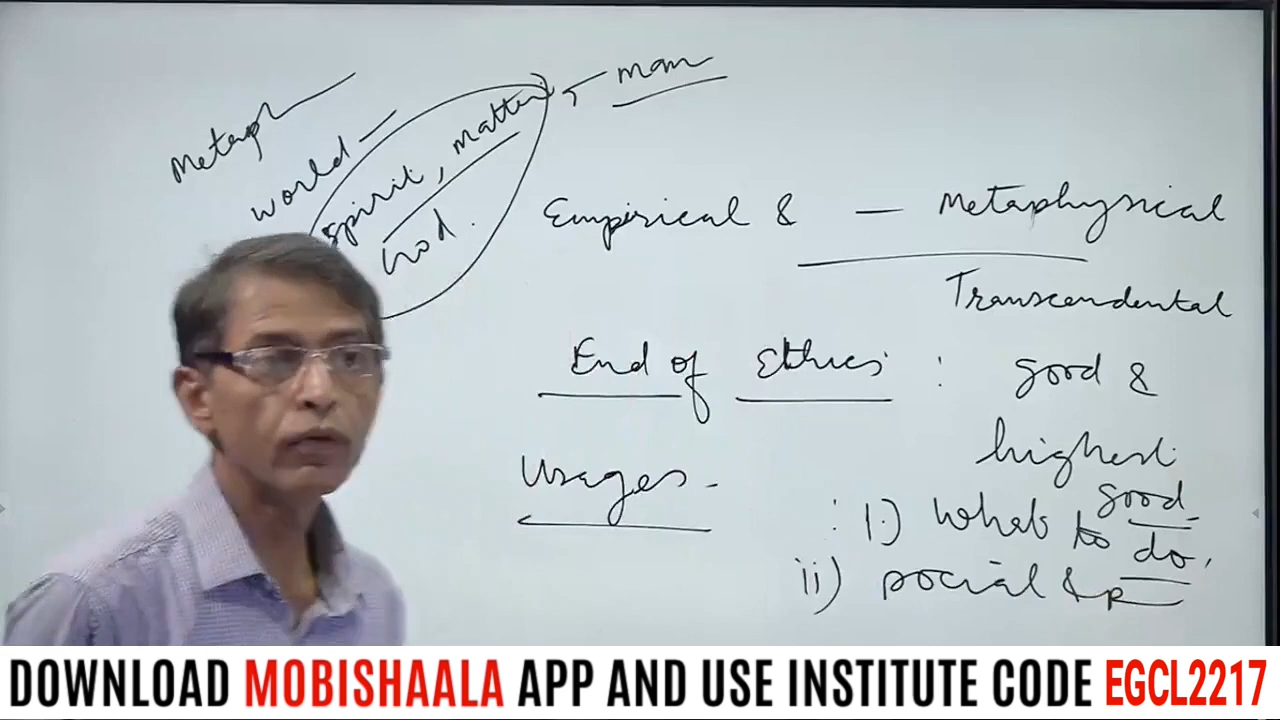 Metaph
world —
spirit, matter, — man
God.
Empirical & — Metaphysical
Transcendental
End of Ethics : good &
highest good
Usages - : 1.) what to do,
ii) social &
DOWNLOAD MOBISHAALA APP AND USE INSTITUTE CODE EGCL2217